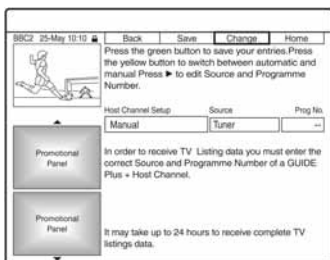 BBC2 25-May 10:10 Back Save Change Home
Press the green button to save your entries.Press
the yellow button to switch between automatic and
manual Press ► to edit Source and Programme
Number.
Host Channel Setup Source Prog No.
Manual Tuner --
Promotional
Panel
In order to receive TV Listing data you must enter the
correct Source and Programme Number of a GUIDE
Plus + Host Channel.
Promotional
Panel
It may take up to 24 hours to receive complete TV
listings data.